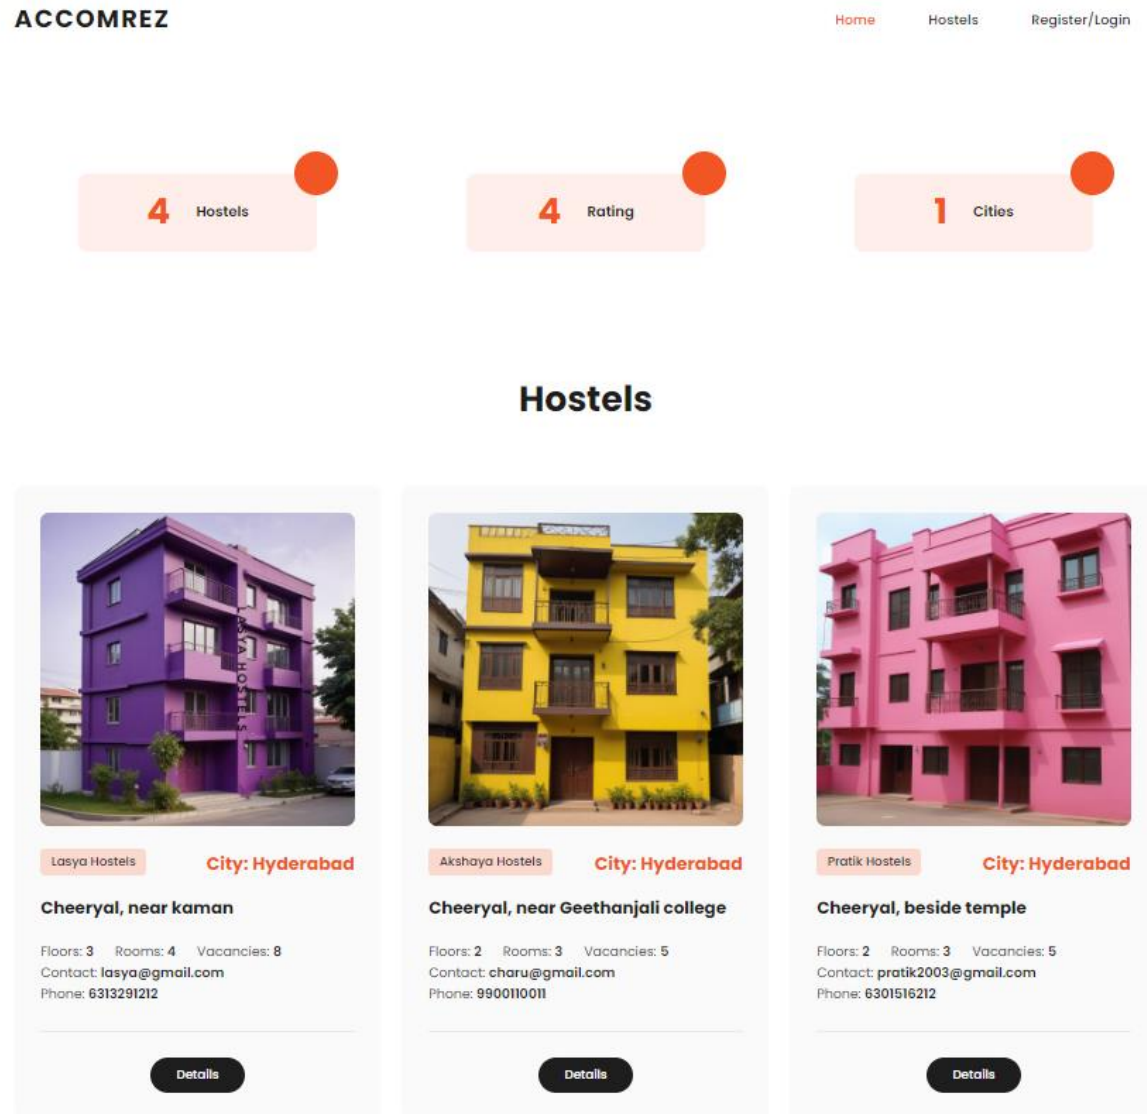 ACCOMREZ
Home Hostels Register/Login
4 Hostels
4 Rating
1 Cities
Hostels
LASYA HOSTELS
Lasya Hostels City: Hyderabad
Cheeryal, near kaman
Floors: 3 Rooms: 4 Vacancies: 8
Contact: lasya@gmail.com
Phone: 6313291212
Details
Akshaya Hostels City: Hyderabad
Cheeryal, near Geethanjali college
Floors: 2 Rooms: 3 Vacancies: 5
Contact: charu@gmail.com
Phone: 9900110011
Details
Pratik Hostels City: Hyderabad
Cheeryal, beside temple
Floors: 2 Rooms: 3 Vacancies: 5
Contact: pratik2003@gmail.com
Phone: 6301516212
Details